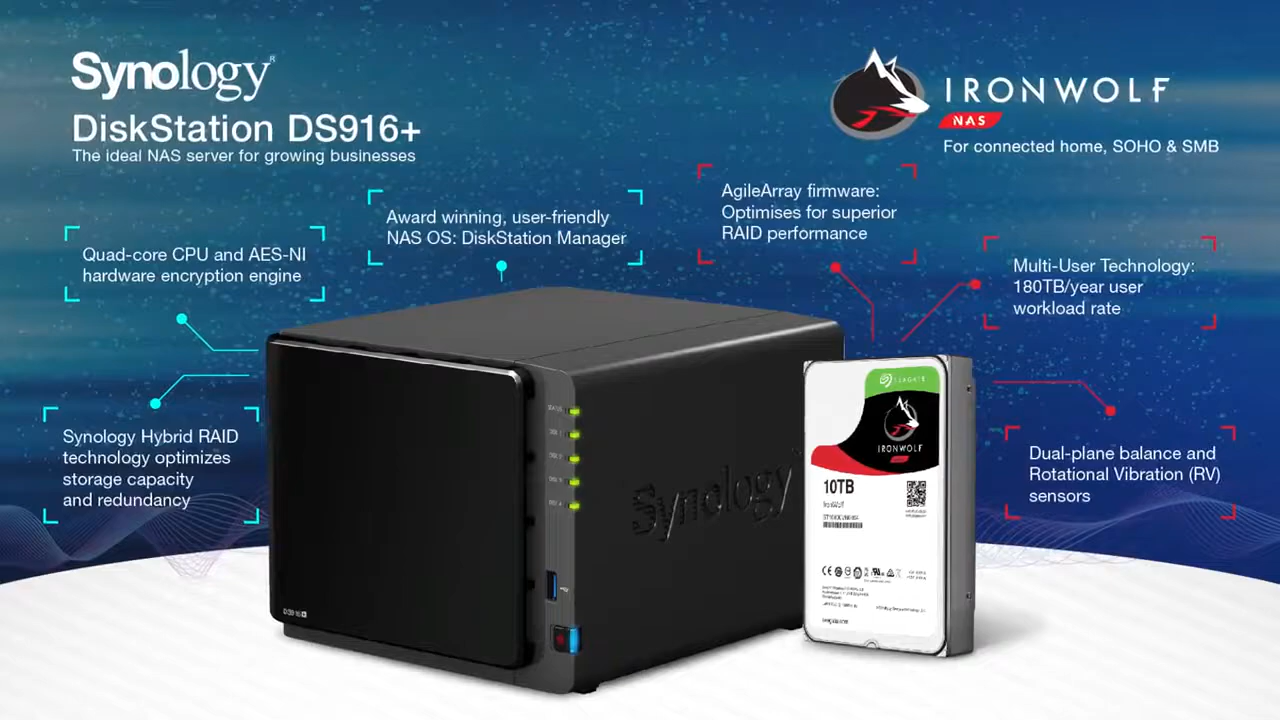 Synology
DiskStation DS916+
The ideal NAS server for growing businesses
IRONWOLF
NAS
For connected home, SOHO & SMB
Quad-core CPU and AES-NI
hardware encryption engine
Award winning, user-friendly
NAS OS: DiskStation Manager
AgileArray firmware:
Optimises for superior
RAID performance
Multi-User Technology:
180TB/year user
workload rate
Synology Hybrid RAID
technology optimizes
storage capacity
and redundancy
Dual-plane balance and
Rotational Vibration (RV)
sensors
Synology
DS916+
SEAGATE
IRONWOLF
10TB
IronWolf